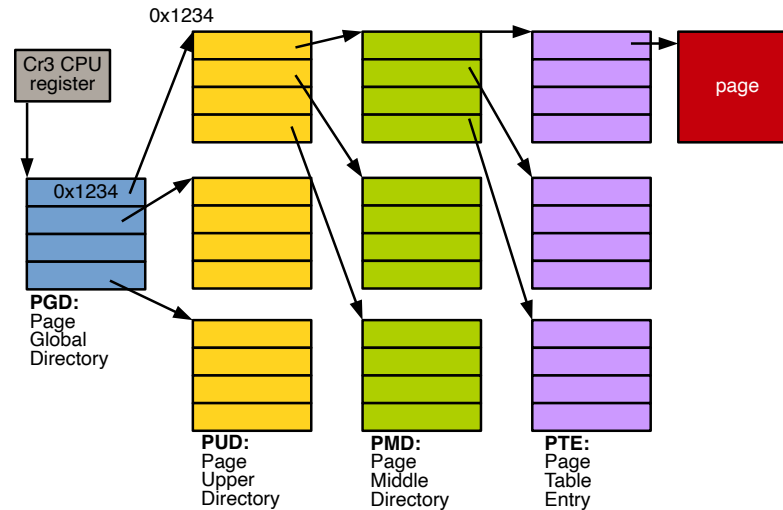 0x1234
Cr3 CPU
register
page
0x1234
PGD:
Page
Global
Directory
PUD:
Page
Upper
Directory
PMD:
Page
Middle
Directory
PTE:
Page
Table
Entry